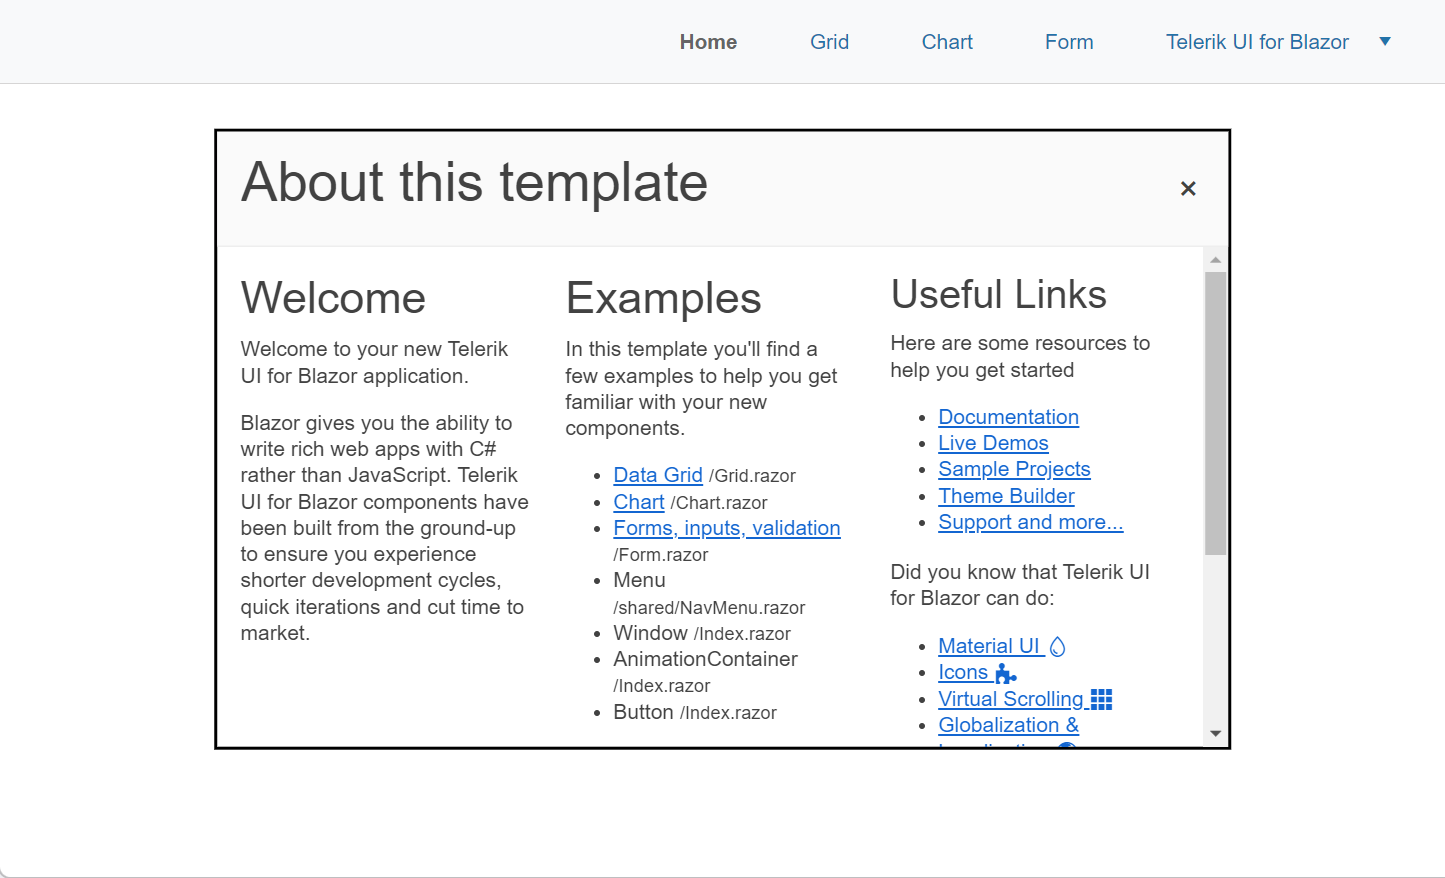 Home Grid Chart Form Telerik UI for Blazor
About this template
Welcome
Welcome to your new Telerik
UI for Blazor application.
Blazor gives you the ability to
write rich web apps with C#
rather than JavaScript. Telerik
UI for Blazor components have
been built from the ground-up
to ensure you experience
shorter development cycles,
quick iterations and cut time to
market.
Examples
In this template you'll find a
few examples to help you get
familiar with your new
components.
Data Grid /Grid.razor
Chart /Chart.razor
Forms, inputs, validation
/Form.razor
Menu
/shared/NavMenu.razor
Window /Index.razor
AnimationContainer
/Index.razor
Button /Index.razor
Useful Links
Here are some resources to
help you get started
Documentation
Live Demos
Sample Projects
Theme Builder
Support and more...
Did you know that Telerik UI
for Blazor can do:
Material UI
Icons
Virtual Scrolling
Globalization &